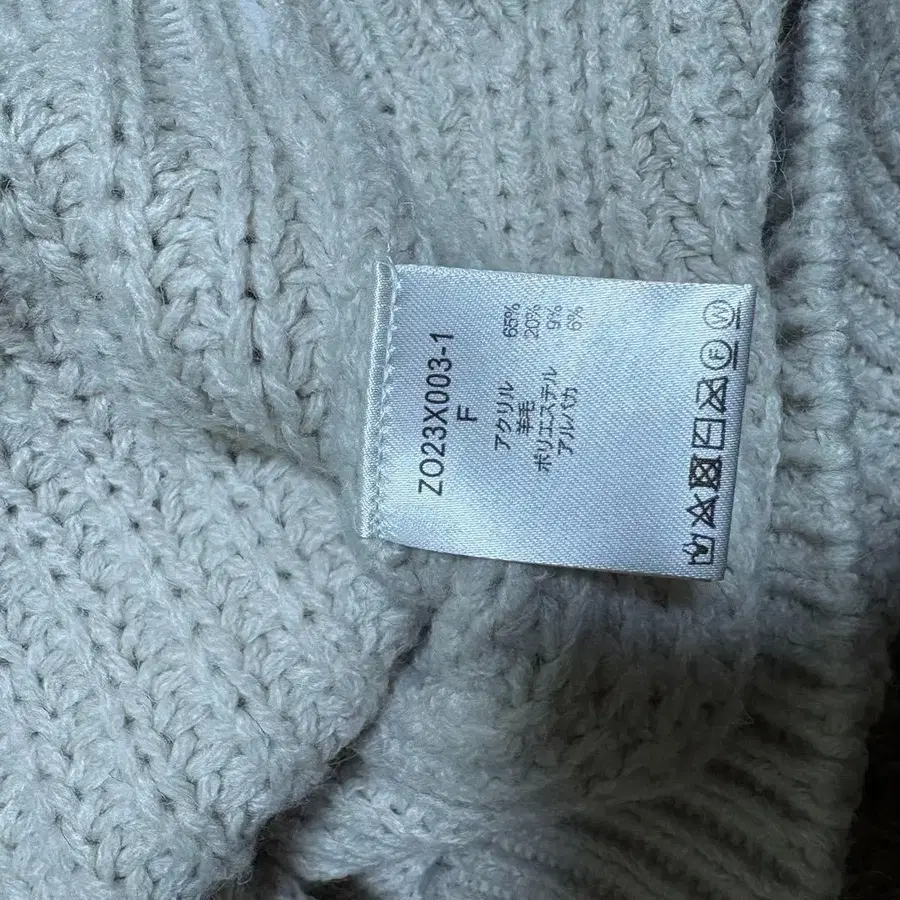 ZO23X003-1
F
アクリル 65%
羊毛 20%
ポリエステル 9%
アルパカ 6%
F W